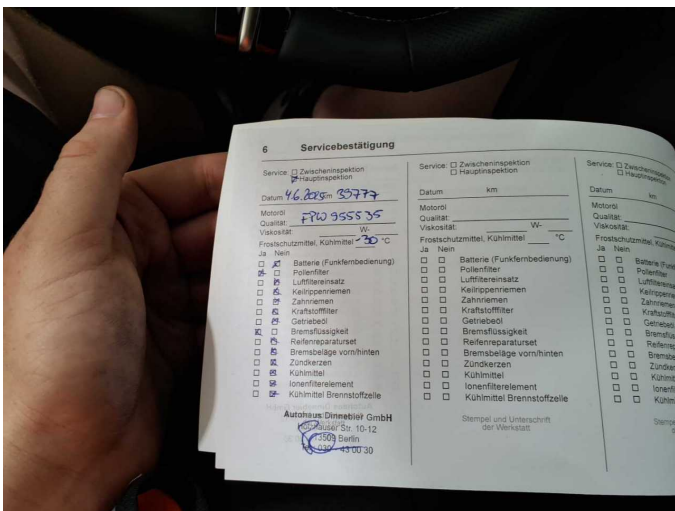 6 Servicebestätigung
Service: Zwischeninspektion
Hauptinspektion
Datum 4.6.2025 km 39777
Motoröl
Qualität: FPW 955535
Viskosität: W-
Frostschutzmittel, Kühlmittel -30 °C
Ja Nein
Batterie (Funkfernbedienung)
Pollenfilter
Luftfiltereinsatz
Keilrippenriemen
Zahnriemen
Kraftstofffilter
Getriebeöl
Bremsflüssigkeit
Reifenreparaturset
Bremsbeläge vorn/hinten
Zündkerzen
Kühlmittel
Ionenfilterelement
Kühlmittel Brennstoffzelle
Autohaus Dinnebier GmbH
Str. 10-12
13509 Berlin
43 00 30
Service: Zwischeninspektion
Hauptinspektion
Datum km
Motoröl
Qualität:
Viskosität: W-
Frostschutzmittel, Kühlmittel °C
Ja Nein
Batterie (Funkfernbedienung)
Pollenfilter
Luftfiltereinsatz
Keilrippenriemen
Zahnriemen
Kraftstofffilter
Getriebeöl
Bremsflüssigkeit
Reifenreparaturset
Bremsbeläge vorn/hinten
Zündkerzen
Kühlmittel
Ionenfilterelement
Kühlmittel Brennstoffzelle
Stempel und Unterschrift
der Werkstatt
Service:
Datum km
Motoröl
Qualität:
Viskosität:
Frostschutzmittel,
Ja Nein